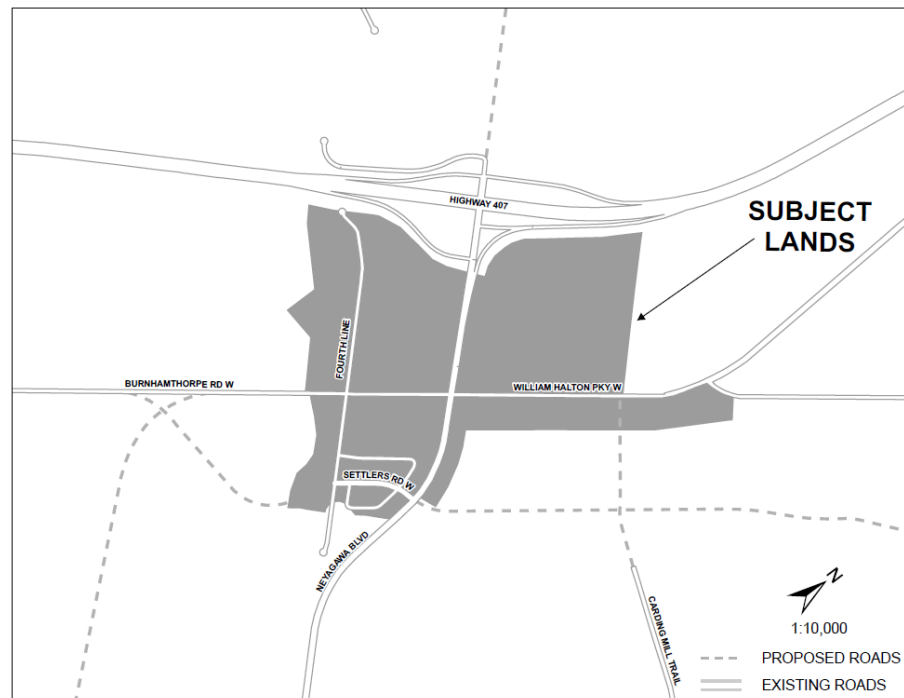 HIGHWAY 407
SUBJECT
LANDS
FOURTH LINE
BURNHAMTHORPE RD W
WILLIAM HALTON PKY W
SETTLERS RD W
NEYAGAWA BLVD
CARDING MILL TRAIL
N
1:10,000
PROPOSED ROADS
EXISTING ROADS